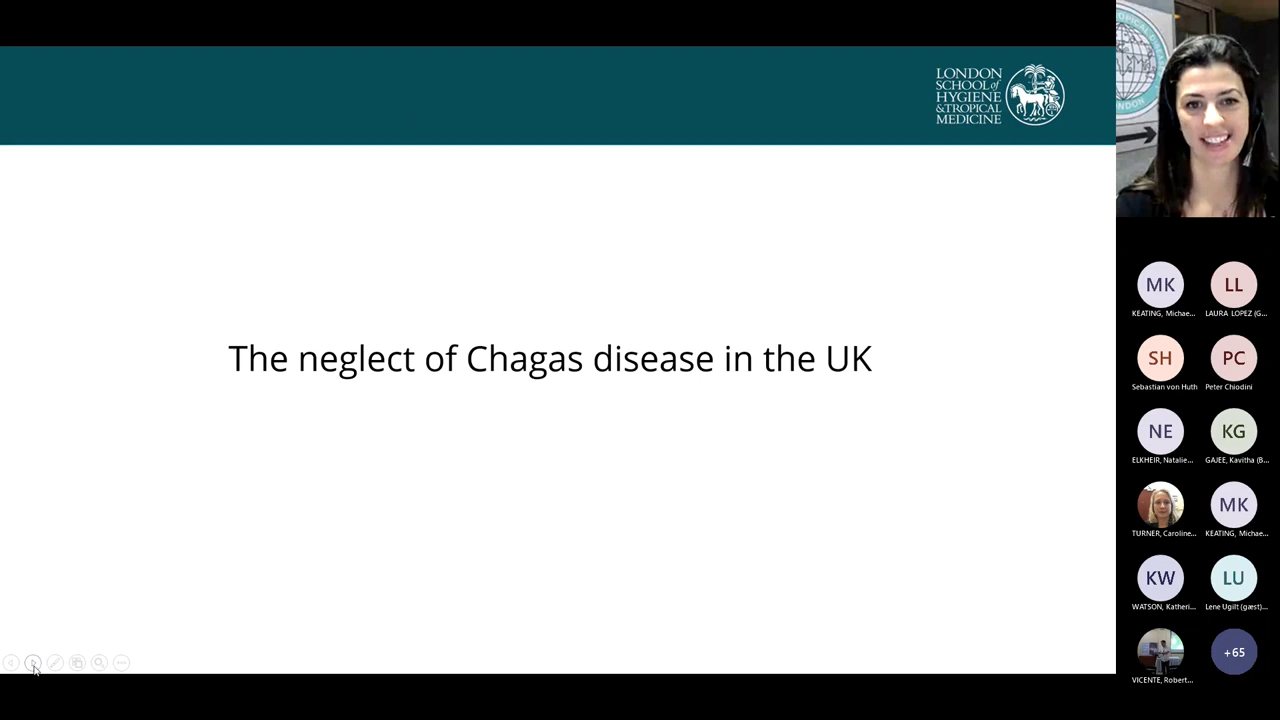 LONDON
SCHOOL of
HYGIENE
&TROPICAL
MEDICINE
The neglect of Chagas disease in the UK
MK
LL
KEATING, Michae...
LAURA LOPEZ (G...
SH
PC
Sebastian von Huth
Peter Chiodini
NE
KG
ELKHEIR, Natalie...
GAJEE, Kavitha (B...
MK
TURNER, Caroline...
KEATING, Michae...
KW
LU
WATSON, Katheri...
Lene Ugilt (gæst)...
+65
VICENTE, Robert...